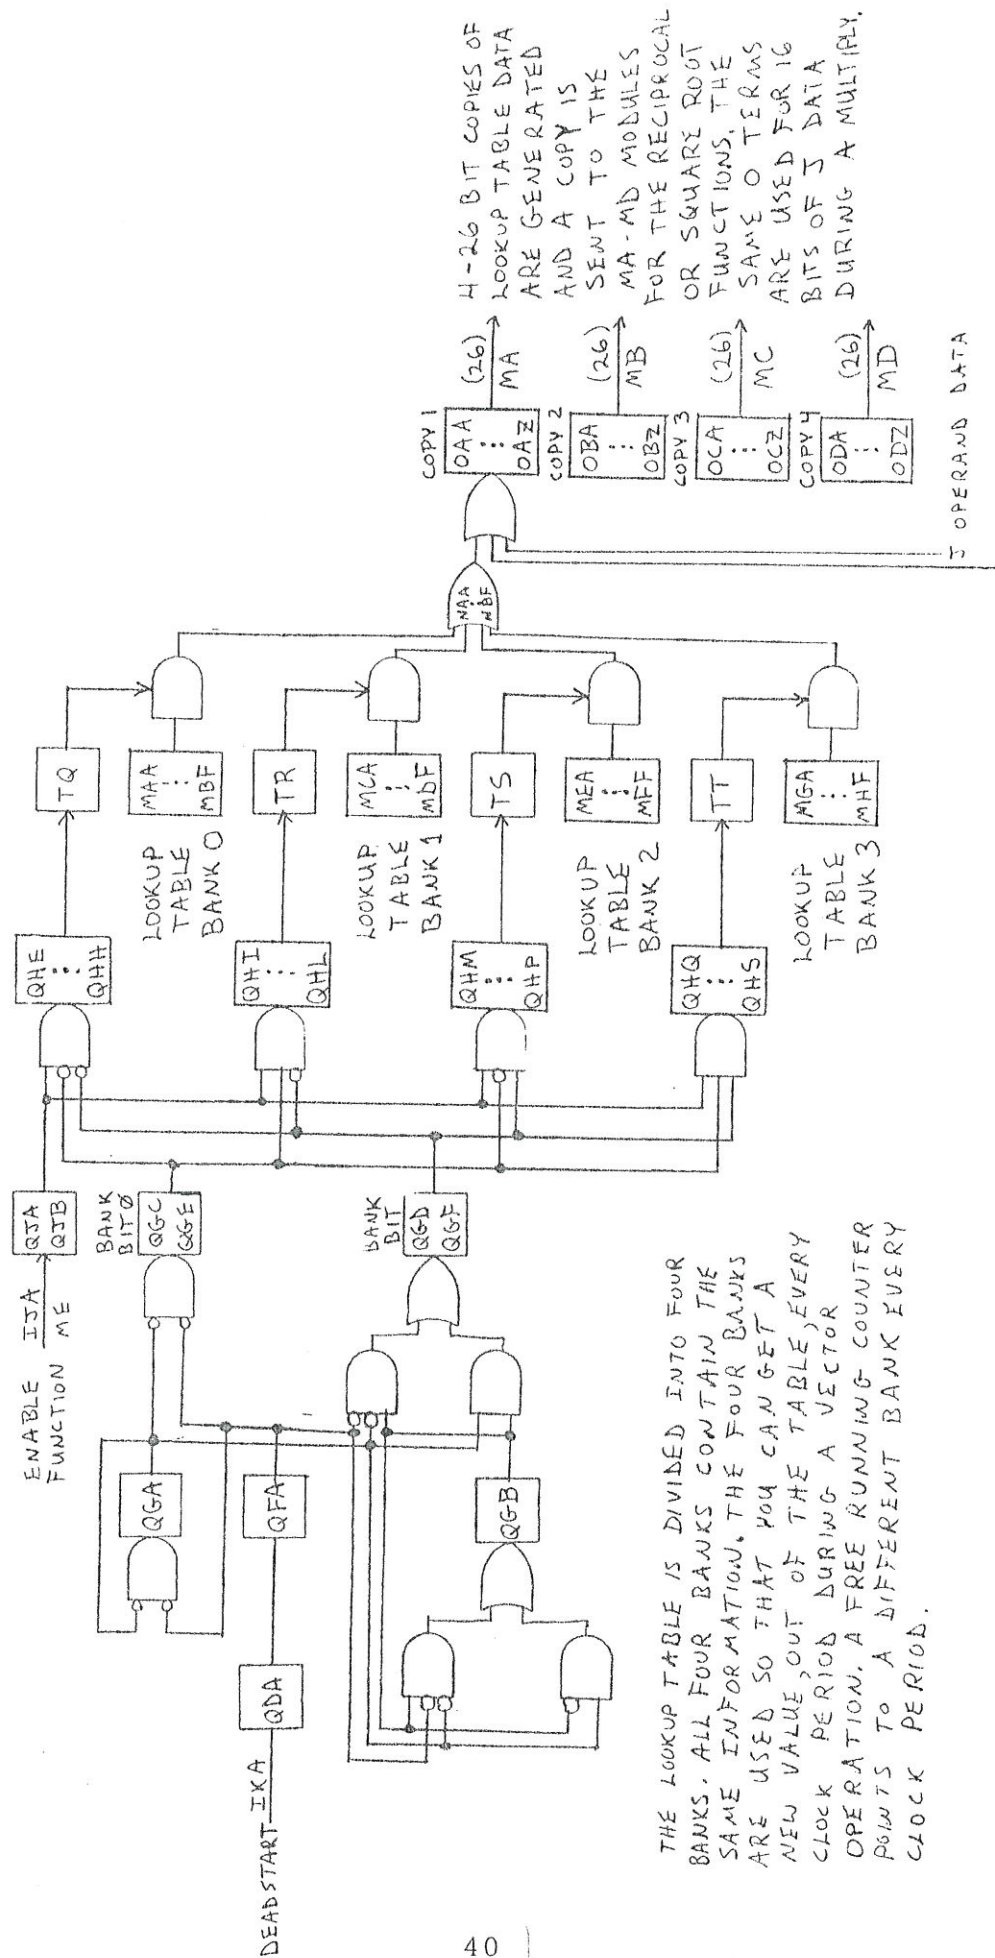 DEADSTART IKA
QDA
QFA
QGA
QGB
ENABLE IJA
FUNCTION ME
QJA
QJB
BANK
BIT 0
QGC
QGE
BANK
BIT 1
QGD
QGF
QHE
⋮
QHH
QHI
⋮
QHL
QHM
⋮
QHP
QHQ
⋮
QHS
TQ
LOOKUP
TABLE
BANK 0
MAA
⋮
MBF
TR
LOOKUP
TABLE
BANK 1
MCA
⋮
MDF
TS
LOOKUP
TABLE
BANK 2
MEA
⋮
MFF
TT
LOOKUP
TABLE
BANK 3
MGA
⋮
MHF
NAA
⋮
NBF
J OPERAND DATA
COPY 1
OAA
⋮
OAZ
(26)
MA
COPY 2
OBA
⋮
OBZ
(26)
MB
COPY 3
OCA
⋮
OCZ
(26)
MC
COPY 4
ODA
⋮
ODZ
(26)
MD
4-26 BIT COPIES OF
LOOKUP TABLE DATA
ARE GENERATED
AND A COPY IS
SENT TO THE
MA-MD MODULES
FOR THE RECIPROCAL
OR SQUARE ROOT
FUNCTIONS. THE
SAME O TERMS
ARE USED FOR 16
BITS OF J DATA
DURING A MULTIPLY.
THE LOOKUP TABLE IS DIVIDED INTO FOUR
BANKS. ALL FOUR BANKS CONTAIN THE
SAME INFORMATION. THE FOUR BANKS
ARE USED SO THAT YOU CAN GET A
NEW VALUE, OUT OF THE TABLE, EVERY
CLOCK PERIOD DURING A VECTOR
OPERATION. A FREE RUNNING COUNTER
POINTS TO A DIFFERENT BANK EVERY
CLOCK PERIOD.
40